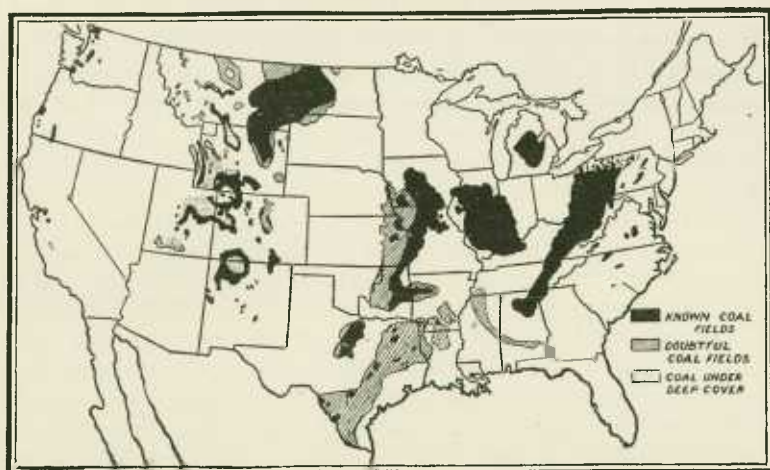 KNOWN COAL
FIELDS
DOUBTFUL
COAL FIELDS
COAL UNDER
DEEP COVER